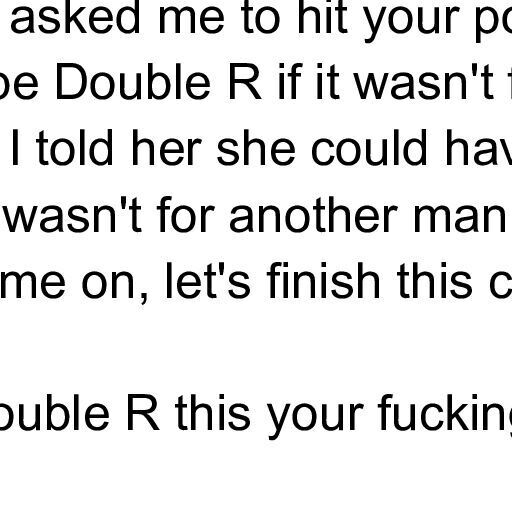 asked me to hit your po
be Double R if it wasn't f
I told her she could hav
wasn't for another man
me on, let's finish this c
ouble R this your fucking